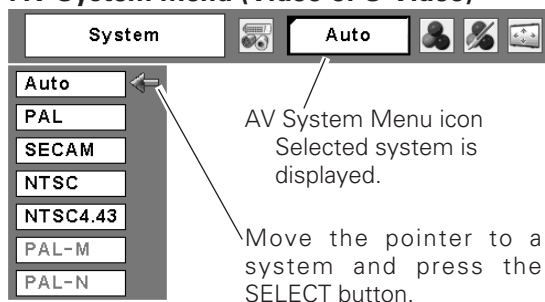 AV System Menu (Video or S-Video)
System
Auto
Auto
PAL
SECAM
NTSC
NTSC4.43
PAL-M
PAL-N
AV System Menu icon
Selected system is
displayed.
Move the pointer to a
system and press the
SELECT button.